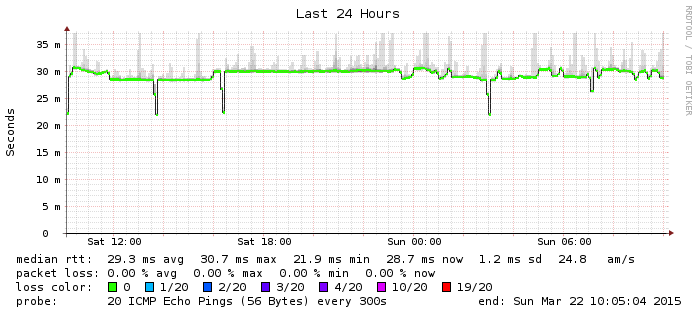 Last 24 Hours
RRDTOOL / TOBI OETIKER
Seconds
35 m
30 m
25 m
20 m
15 m
10 m
5 m
0
Sat 12:00 Sat 18:00 Sun 00:00 Sun 06:00
median rtt: 29.3 ms avg 30.7 ms max 21.9 ms min 28.7 ms now 1.2 ms sd 24.8 am/s
packet loss: 0.00 % avg 0.00 % max 0.00 % min 0.00 % now
loss color: 0 1/20 2/20 3/20 4/20 10/20 19/20
probe: 20 ICMP Echo Pings (56 Bytes) every 300s end: Sun Mar 22 10:05:04 2015